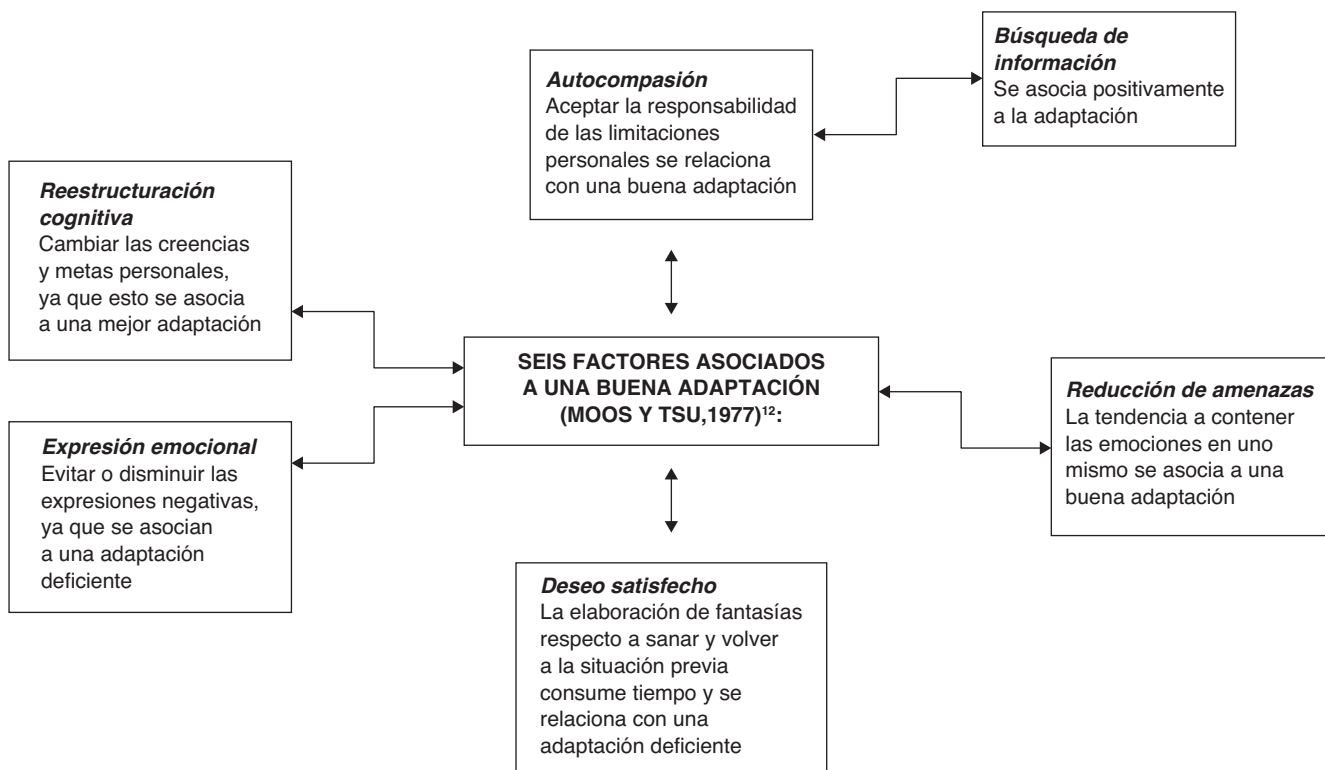 Búsqueda de
información
Se asocia positivamente
a la adaptación
Autocompasión
Aceptar la responsabilidad
de las limitaciones
personales se relaciona
con una buena adaptación
Reestructuración
cognitiva
Cambiar las creencias
y metas personales,
ya que esto se asocia
a una mejor adaptación
SEIS FACTORES ASOCIADOS
A UNA BUENA ADAPTACIÓN
(MOOS Y TSU,1977)¹²:
Reducción de amenazas
La tendencia a contener
las emociones en uno
mismo se asocia a una
buena adaptación
Expresión emocional
Evitar o disminuir las
expresiones negativas,
ya que se asocian
a una adaptación
deficiente
Deseo satisfecho
La elaboración de fantasías
respecto a sanar y volver
a la situación previa
consume tiempo y se
relaciona con una
adaptación deficiente